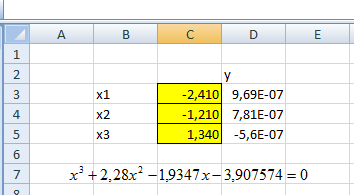 A B C D E
1
2 y
3 x1 -2,410 9,69E-07
4 x2 -1,210 7,81E-07
5 x3 1,340 -5,6E-07
6
7 x³ + 2,28x² − 1,9347x − 3,907574 = 0